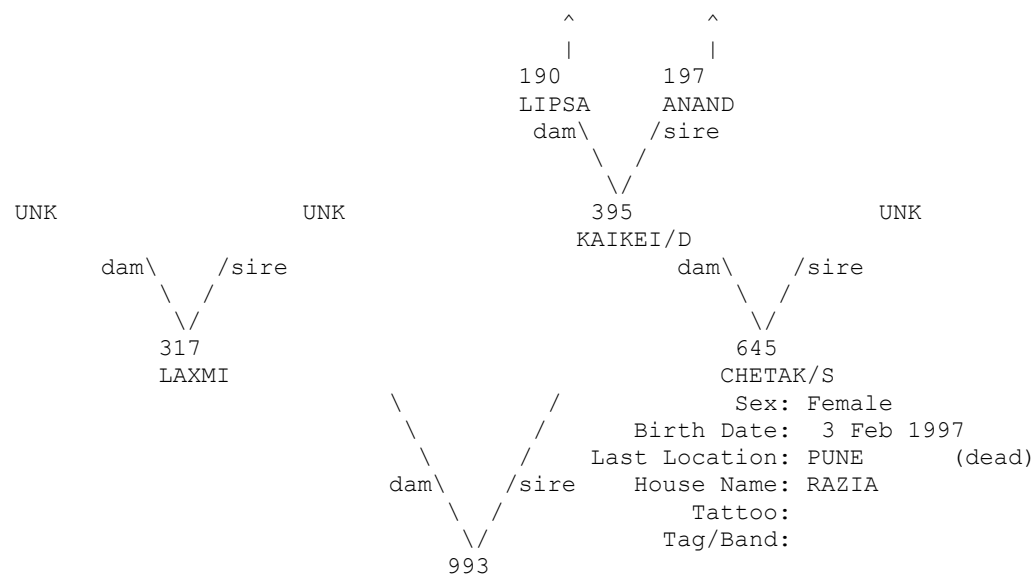 ^ ^
| |
190 197
LIPSA ANAND
dam\ /sire
\ /
\/
UNK UNK 395 UNK
KAIKEI/D
dam\ /sire dam\ /sire
\ / \ /
\/ \/
317 645
LAXMI CHETAK/S
\ / Sex: Female
\ / Birth Date: 3 Feb 1997
\ / Last Location: PUNE (dead)
dam\ /sire House Name: RAZIA
\ / Tattoo:
\/ Tag/Band:
993